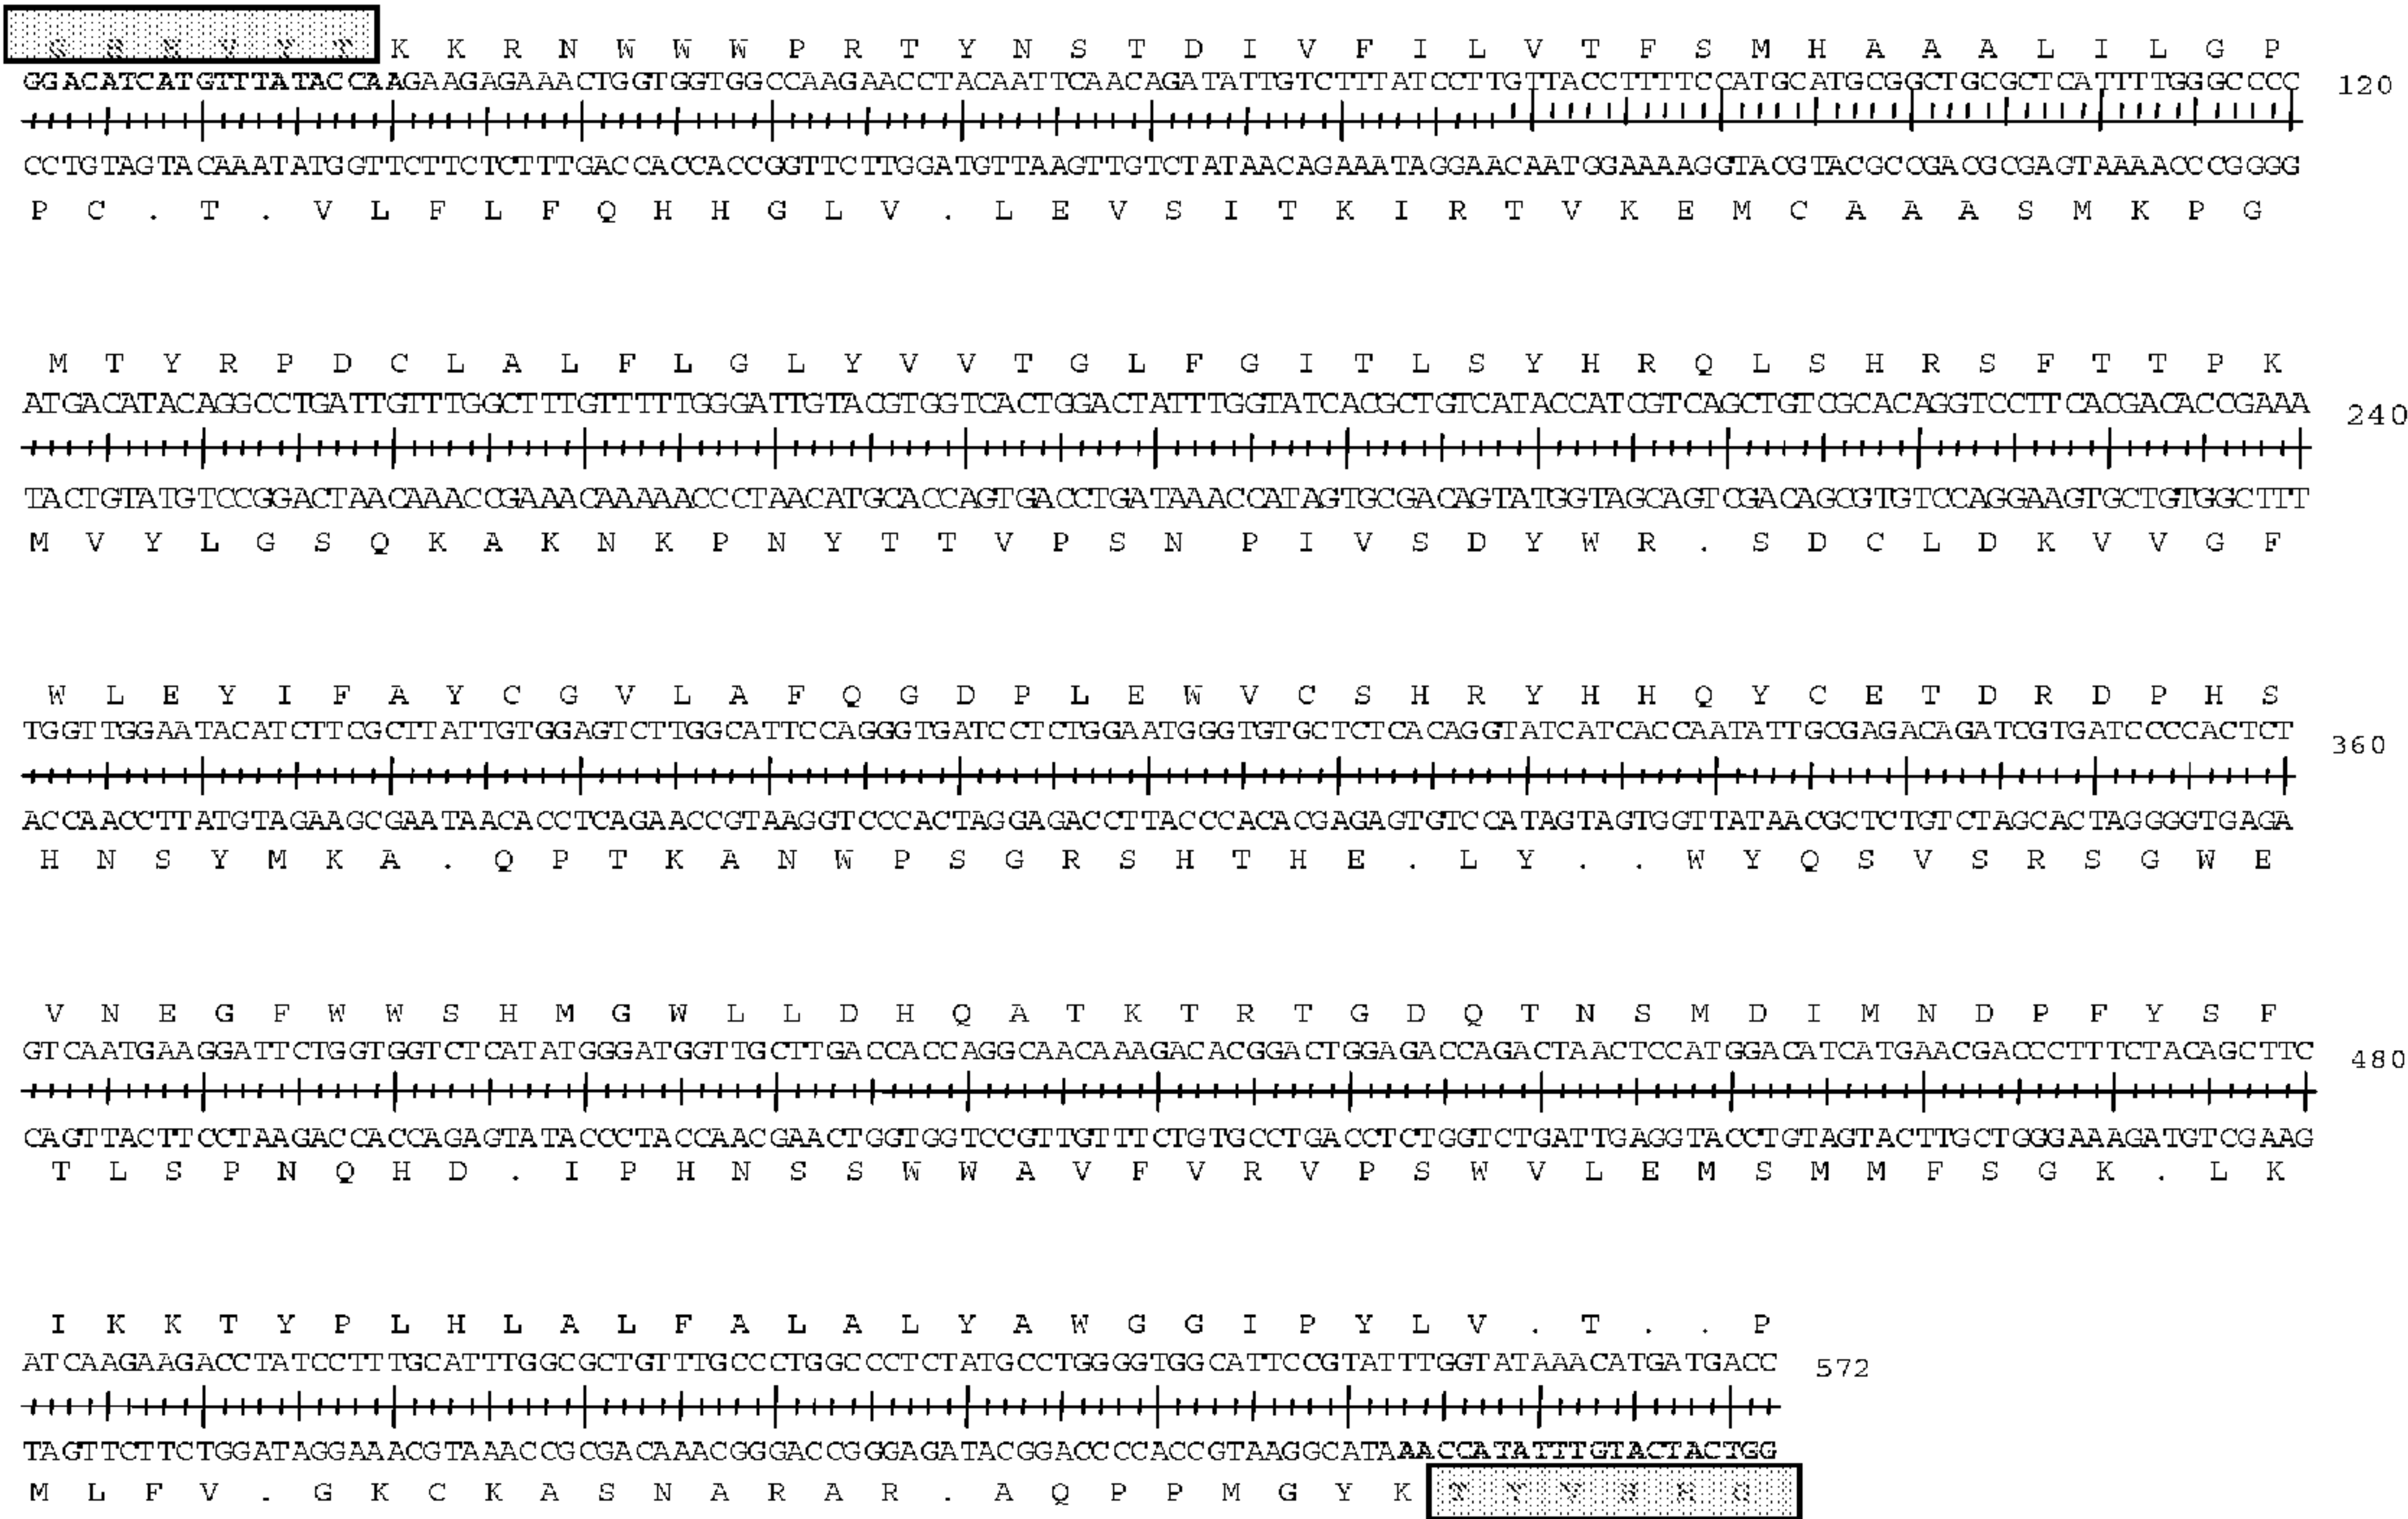 K K R N W W W P R T Y N S T D I V F I L V T F S M H A A A L I L G P
GGACATCATGTTTATACCAAGAAGAGAAACTGGTGGTGGCCAAGAACCTACAATTCAACAGATATTGTCTTTATCCTTGTTACCTTTTCCATGCATGCGGCTGCGCTCATTTTGGGCCCC 120
CCTGTAGTACAAATATGGTTCTTCTCTTTGACCACCACCGGTTCTTGGATGTTAAGTTGTCTATAACAGAAATAGGAACAATGGAAAAGGTACGTACGCCGACGCGAGTAAAACCCGGGG
P C . T . V L F L F Q H H G L V . L E V S I T K I R T V K E M C A A A S M K P G
M T Y R P D C L A L F L G L Y V V T G L F G I T L S Y H R Q L S H R S F T T P K
ATGACATACAGGCCTGATTGTTTGGCTTTGTTTTTGGGATTGTACGTGGTCACTGGACTATTTGGTATCACGCTGTCATACCATCGTCAGCTGTCGCACAGGTCCTTCACGACACCGAAA 240
TACTGTATGTCCGGACTAACAAACCGAAACAAAAACCCTAACATGCACCAGTGACCTGATAAACCATAGTGCGACAGTATGGTAGCAGTCGACAGCGTGTCCAGGAAGTGCTGTGGCTTT
M V Y L G S Q K A K N K P N Y T T V P S N P I V S D Y W R . S D C L D K V V G F
W L E Y I F A Y C G V L A F Q G D P L E W V C S H R Y H H Q Y C E T D R D P H S
TGGTTGGAATACATCTTCGCTTATTGTGGAGTCTTGGCATTCCAGGGTGATCCTCTGGAATGGGTGTGCTCTCACAGGTATCATCACCAATATTGCGAGACAGATCGTGATCCCCACTCT 360
ACCAACCTTATGTAGAAGCGAATAACACCTCAGAACCGTAAGGTCCCACTAGGAGACCTTACCCACACGAGAGTGTCCATAGTAGTGGTTATAACGCTCTGTCTAGCACTAGGGGTGAGA
H N S Y M K A . Q P T K A N W P S G R S H T H E . L Y . . W Y Q S V S R S G W E
V N E G F W W S H M G W L L D H Q A T K T R T G D Q T N S M D I M N D P F Y S F
GTCAATGAAGGATTCTGGTGGTCTCATATGGGATGGTTGCTTGACCACCAGGCAACAAAGACACGGACTGGAGACCAGACTAACTCCATGGACATCATGAACGACCCTTTCTACAGCTTC 480
CAGTTACTTCCTAAGACCACCAGAGTATACCCTACCAACGAACTGGTGGTCCGTTGTTTCTGTGCCTGACCTCTGGTCTGATTGAGGTACCTGTAGTACTTGCTGGGAAAGATGTCGAAG
T L S P N Q H D . I P H N S S W W A V F V R V P S W V L E M S M M F S G K . L K
I K K T Y P L H L A L F A L A L Y A W G G I P Y L V . T . . P
ATCAAGAAGACCTATCCTTTGCATTTGGCGCTGTTTGCCCTGGCCCTCTATGCCTGGGGTGGCATTCCGTATTTGGTATAAACATGATGACC 572
TAGTTCTTCTGGATAGGAAACGTAAACCGCGACAAACGGGACCGGGAGATACGGACCCCACCGTAAGGCATAAACCATATTTGTACTACTGG
M L F V . G K C K A S N A R A R . A Q P P M G Y K